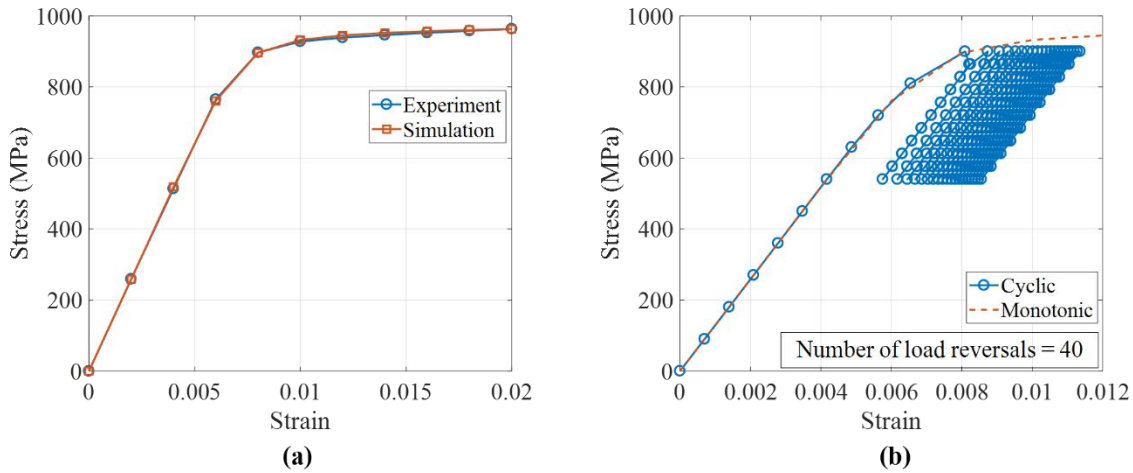 1000
800
600
400
200
0
Stress (MPa)
Experiment
Simulation
0
0.005
0.01
0.015
0.02
Strain
(a)
1000
800
600
400
200
0
Stress (MPa)
Cyclic
Monotonic
Number of load reversals = 40
0
0.002
0.004
0.006
0.008
0.01
0.012
Strain
(b)